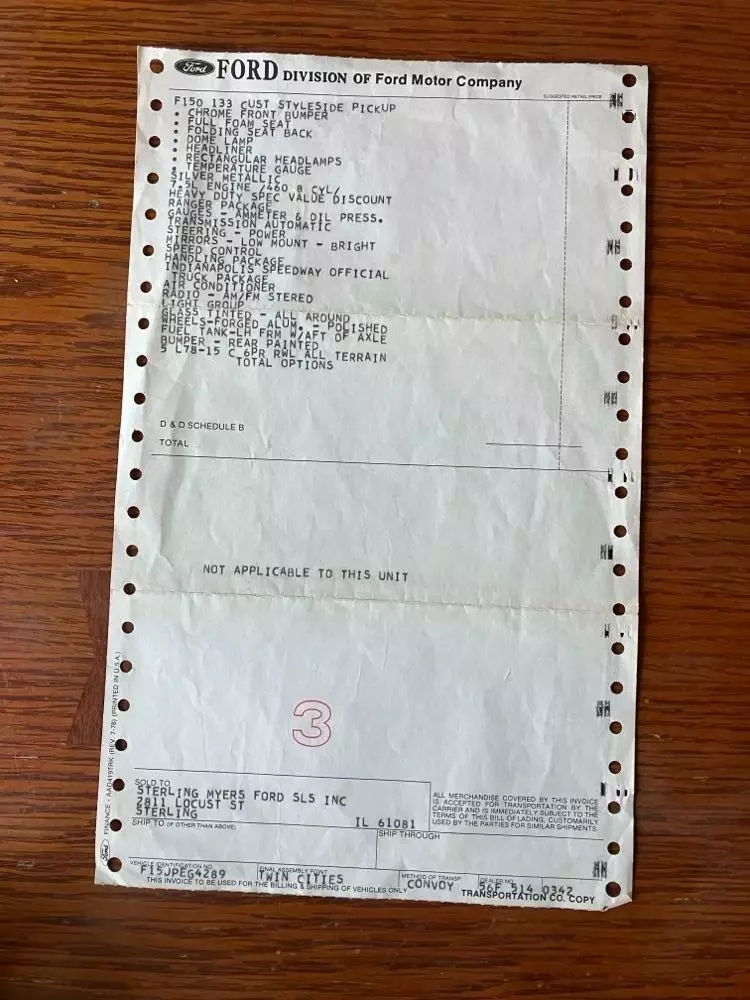 Ford FORD DIVISION OF Ford Motor Company
SUGGESTED RETAIL PRICE
F150 133 CUST STYLESIDE PICKUP
• CHROME FRONT BUMPER
• FULL FOAM SEAT
• FOLDING SEAT BACK
• DOME LAMP
• HEADLINER
• RECTANGULAR HEADLAMPS
• TEMPERATURE GAUGE
SILVER METALLIC
7.5L ENGINE /460 8 CYL/
HEAVY DUTY SPEC VALUE DISCOUNT
RANGER PACKAGE
GAUGES - AMMETER & OIL PRESS.
TRANSMISSION AUTOMATIC
STEERING - POWER
MIRRORS - LOW MOUNT - BRIGHT
SPEED CONTROL
HANDLING PACKAGE
INDIANAPOLIS SPEEDWAY OFFICIAL
TRUCK PACKAGE
AIR CONDITIONER
RADIO - AM/FM STEREO
LIGHT GROUP
GLASS TINTED - ALL AROUND
WHEELS-FORGED ALUM. - POLISHED
FUEL TANK-LH FRM W/AFT OF AXLE
BUMPER - REAR PAINTED
5 L78-15 C 6PR RWL ALL TERRAIN
TOTAL OPTIONS
D & D SCHEDULE B
TOTAL
NOT APPLICABLE TO THIS UNIT
3
FINANCE - AAD419TRK (REV. 7-78) (PRINTED IN U.S.A.)
Ford
SOLD TO
STERLING MYERS FORD SLS INC
2811 LOCUST ST
STERLING IL 61081
ALL MERCHANDISE COVERED BY THIS INVOICE
IS ACCEPTED FOR TRANSPORTATION BY THE
CARRIER AND IS IMMEDIATELY SUBJECT TO THE
TERMS OF THIS BILL OF LADING, CUSTOMARILY
USED BY THE PARTIES FOR SIMILAR SHIPMENTS.
SHIP TO (IF OTHER THAN ABOVE)
SHIP THROUGH
VEHICLE IDENTIFICATION NO. FINAL ASSEMBLY POINT METHOD OF TRANSP. DEALER NO.
F15JPEG4289 TWIN CITIES CONVOY 56F 514 0342
THIS INVOICE TO BE USED FOR THE BILLING & SHIPPING OF VEHICLES ONLY
TRANSPORTATION CO. COPY